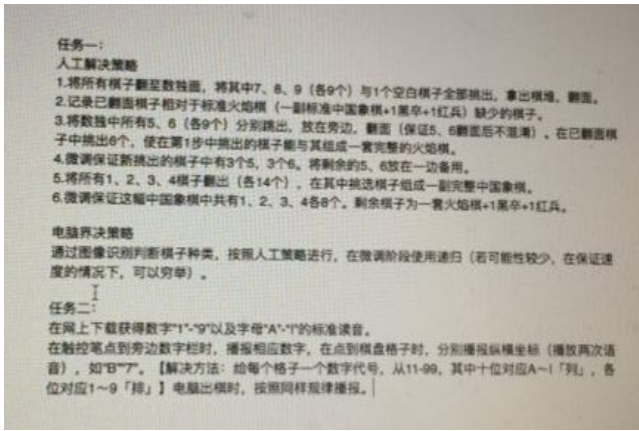 任务一：
人工解决策略
1.将所有棋子翻至数独面，将其中7、8、9（各9个）与1个空白棋子全部挑出，拿出棋堆，翻面。
2.记录已翻面棋子相对于标准火焰棋（一副标准中国象棋+1黑卒+1红兵）缺少的棋子。
3.将数独中所有5、6（各9个）分别跳出，放在旁边，翻面（保证5、6翻面后不混淆）。在已翻面棋
子中挑出6个，使在第1步中挑出的棋子能与其组成一套完整的火焰棋。
4.微调保证新挑出的棋子中有3个5，3个6。将剩余的5、6放在一边备用。
5.将所有1、2、3、4棋子翻出（各14个），在其中挑选棋子组成一副完整中国象棋。
6.微调保证这幅中国象棋中共有1、2、3、4各8个。剩余棋子为一套火焰棋+1黑卒+1红兵。
电脑界决策略
通过图像识别判断棋子种类，按照人工策略进行，在微调阶段使用递归（若可能性较少，在保证速
度的情况下，可以穷举）。
任务二：
在网上下载获得数字"1"-"9"以及字母"A"-"I"的标准读音。
在触控笔点到旁边数字栏时，播报相应数字，在点到棋盘格子时，分别播报纵横坐标（播放两次语
音），如"B""7"。【解决方法：给每个格子一个数字代号，从11-99，其中十位对应A～I「列」，各
位对应1～9「排」】电脑出棋时，按照同样规律播报。